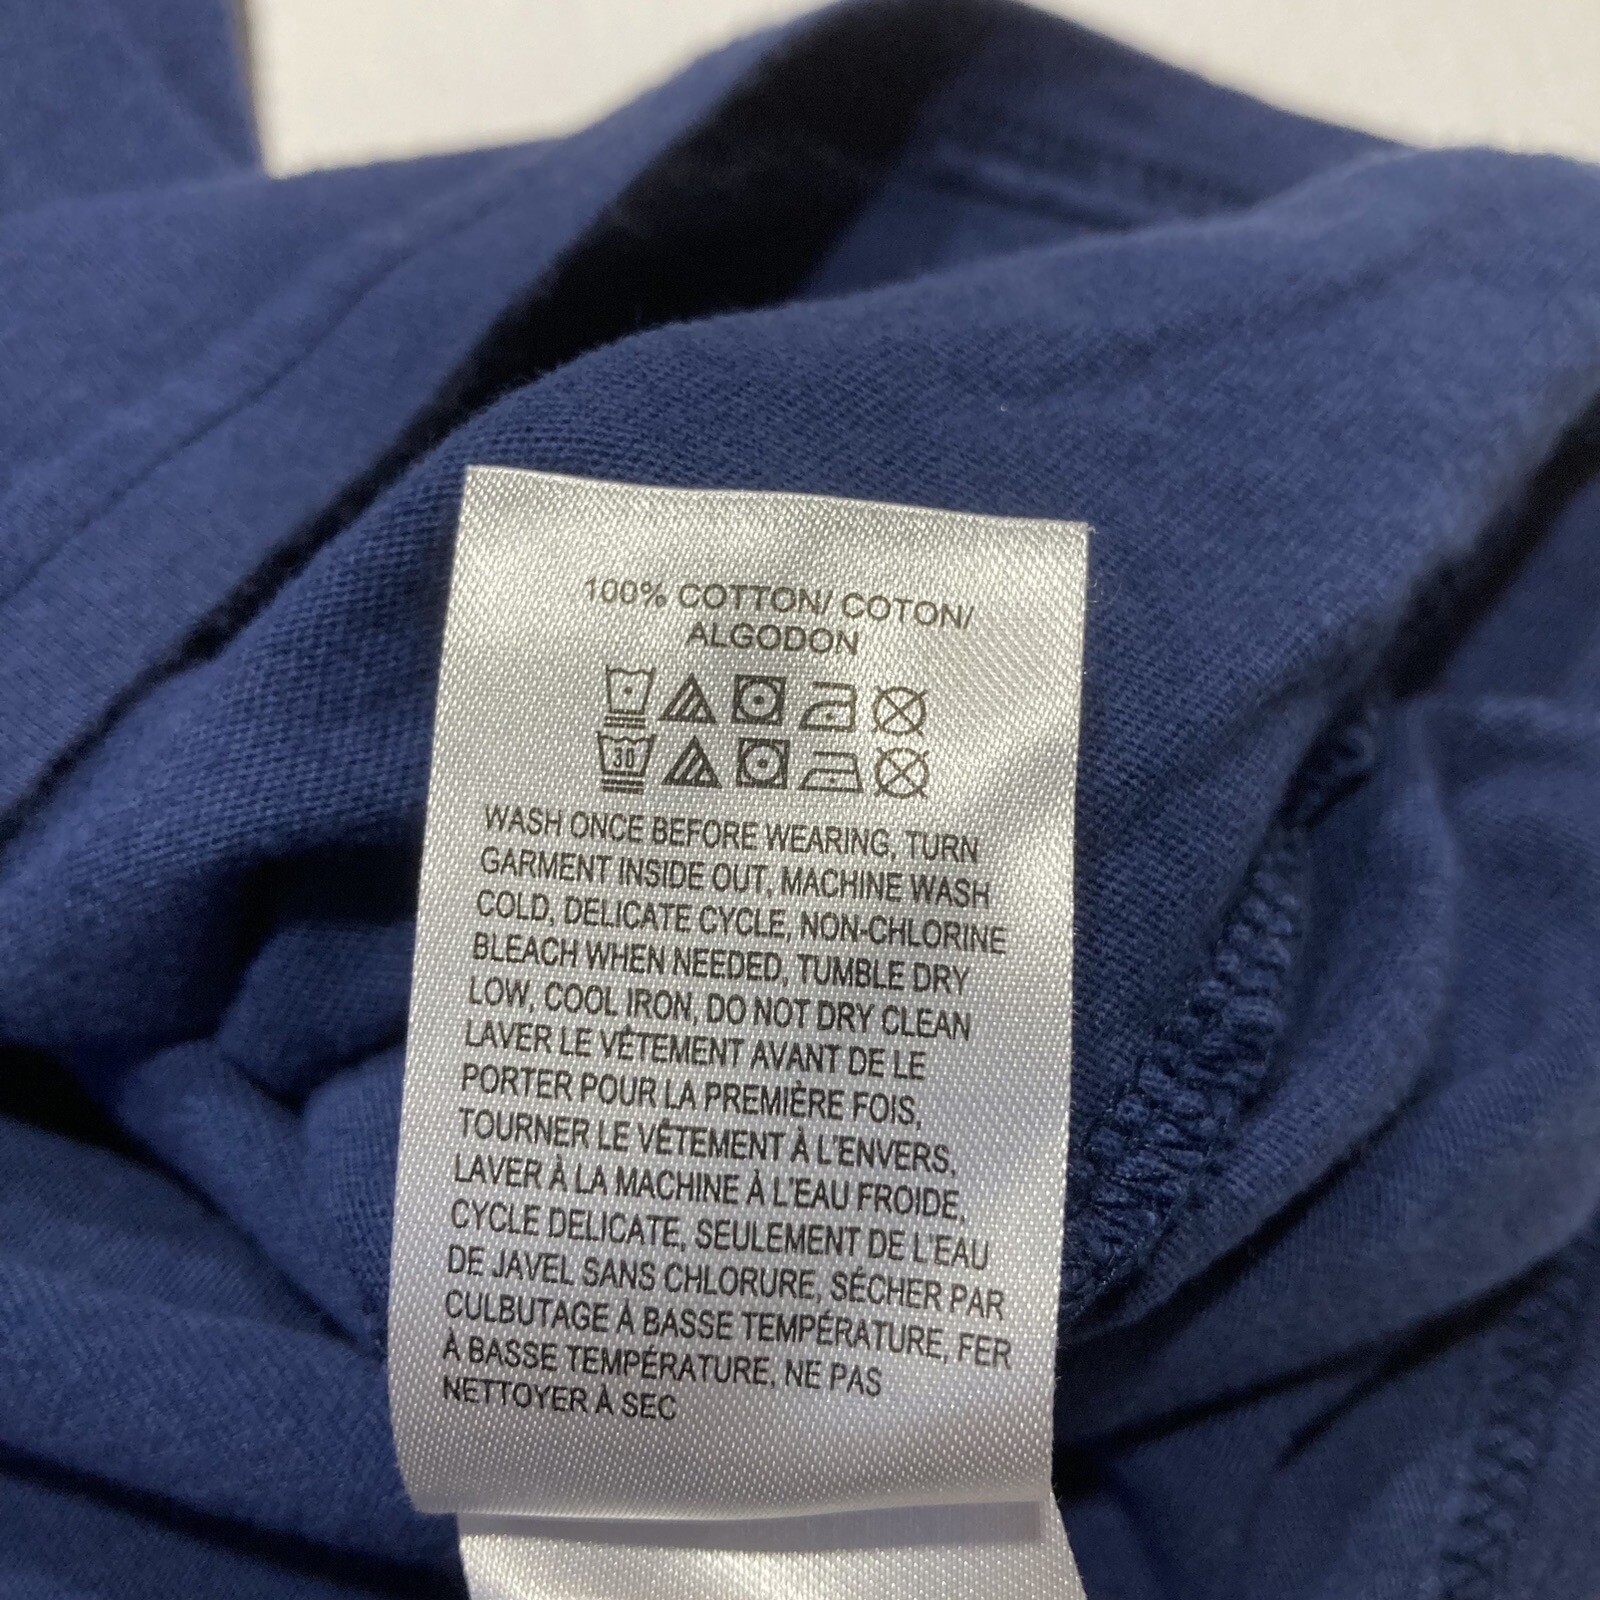 100% COTTON/ COTON/
ALGODON
30
WASH ONCE BEFORE WEARING, TURN
GARMENT INSIDE OUT, MACHINE WASH
COLD, DELICATE CYCLE, NON-CHLORINE
BLEACH WHEN NEEDED, TUMBLE DRY
LOW, COOL IRON, DO NOT DRY CLEAN
LAVER LE VÊTEMENT AVANT DE LE
PORTER POUR LA PREMIÈRE FOIS,
TOURNER LE VÊTEMENT À L'ENVERS,
LAVER À LA MACHINE À L'EAU FROIDE,
CYCLE DELICATE, SEULEMENT DE L'EAU
DE JAVEL SANS CHLORURE, SÉCHER PAR
CULBUTAGE À BASSE TEMPÉRATURE, FER
À BASSE TEMPÉRATURE, NE PAS
NETTOYER À SEC